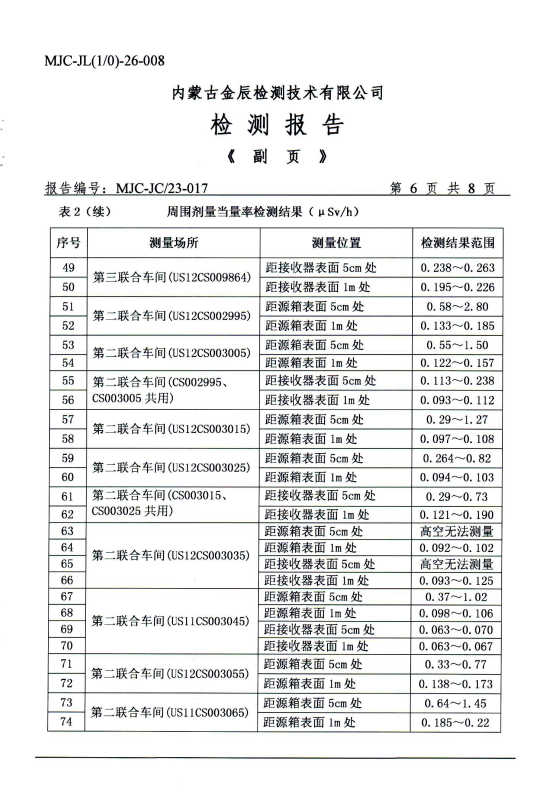 MJC-JL(1/0)-26-008
内蒙古金辰检测技术有限公司
检 测 报 告
《 副 页 》
报告编号：MJC-JC/23-017 第 6 页 共 8 页
表 2（续） 周围剂量当量率检测结果（μSv/h）
序号 测量场所 测量位置 检测结果范围
49 第三联合车间(US12CS009864) 距接收器表面 5cm 处 0.238～0.263
50 距接收器表面 1m 处 0.195～0.226
51 第二联合车间(US12CS002995) 距源箱表面 5cm 处 0.58～2.80
52 距源箱表面 1m 处 0.133～0.185
53 第二联合车间(US12CS003005) 距源箱表面 5cm 处 0.55～1.50
54 距源箱表面 1m 处 0.122～0.157
55 第二联合车间(CS002995、 距接收器表面 5cm 处 0.113～0.238
56 CS003005 共用) 距接收器表面 1m 处 0.093～0.112
57 第二联合车间(US12CS003015) 距源箱表面 5cm 处 0.29～1.27
58 距源箱表面 1m 处 0.097～0.108
59 第二联合车间(US12CS003025) 距源箱表面 5cm 处 0.264～0.82
60 距源箱表面 1m 处 0.094～0.103
61 第二联合车间(CS003015、 距接收器表面 5cm 处 0.29～0.73
62 CS003025 共用) 距接收器表面 1m 处 0.121～0.190
63 第二联合车间(US12CS003035) 距源箱表面 5cm 处 高空无法测量
64 距源箱表面 1m 处 0.092～0.102
65 距接收器表面 5cm 处 高空无法测量
66 距接收器表面 1m 处 0.093～0.125
67 第二联合车间(US11CS003045) 距源箱表面 5cm 处 0.37～1.02
68 距源箱表面 1m 处 0.098～0.106
69 距接收器表面 5cm 处 0.063～0.070
70 距接收器表面 1m 处 0.063～0.067
71 第二联合车间(US12CS003055) 距源箱表面 5cm 处 0.33～0.77
72 距源箱表面 1m 处 0.138～0.173
73 第二联合车间(US11CS003065) 距源箱表面 5cm 处 0.64～1.45
74 距源箱表面 1m 处 0.185～0.22